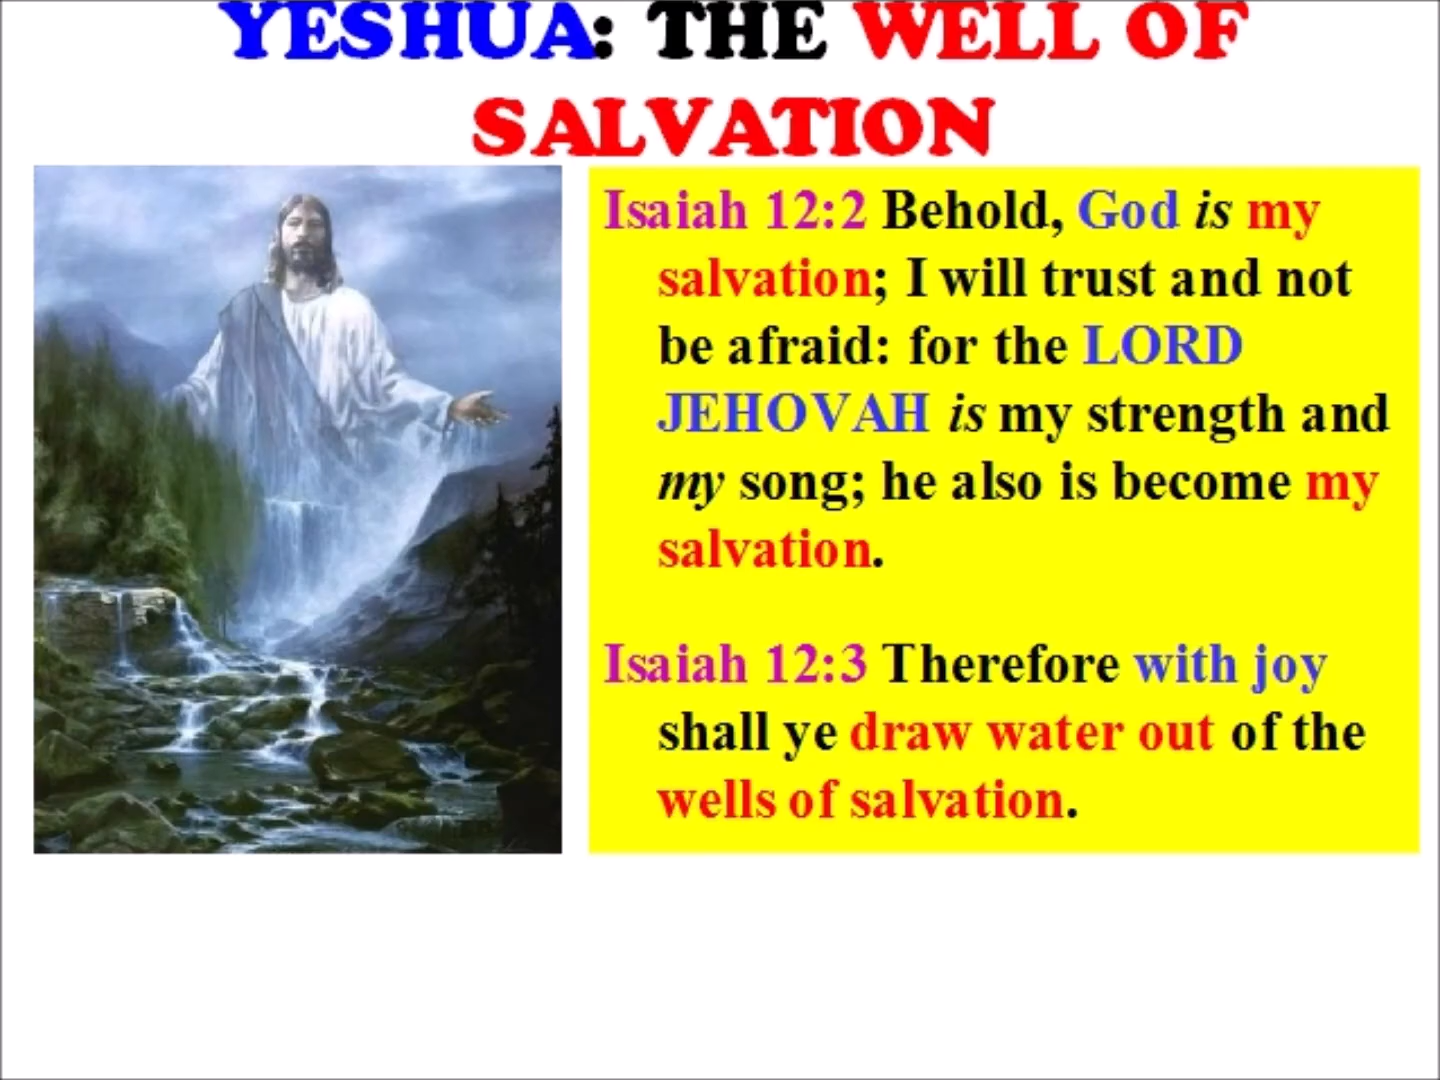 YESHUA: THE WELL OF
SALVATION
Isaiah 12:2 Behold, God is my
salvation; I will trust and not
be afraid: for the LORD
JEHOVAH is my strength and
my song; he also is become my
salvation.
Isaiah 12:3 Therefore with joy
shall ye draw water out of the
wells of salvation.